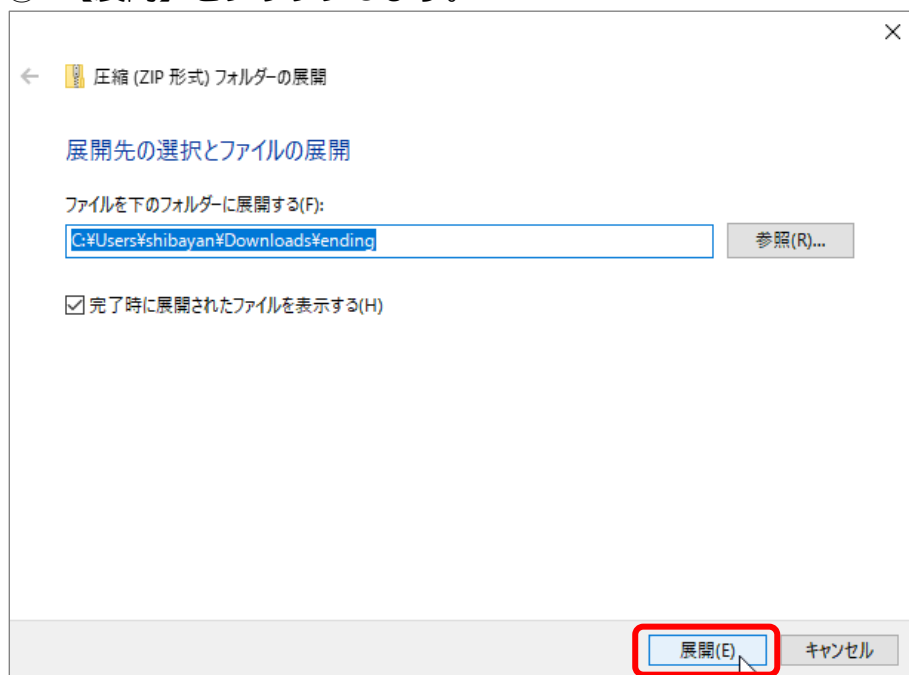 圧縮 (ZIP 形式) フォルダーの展開
展開先の選択とファイルの展開
ファイルを下のフォルダーに展開する(F):
C:¥Users¥shibayan¥Downloads¥ending
参照(R)...
完了時に展開されたファイルを表示する(H)
展開(E)
キャンセル